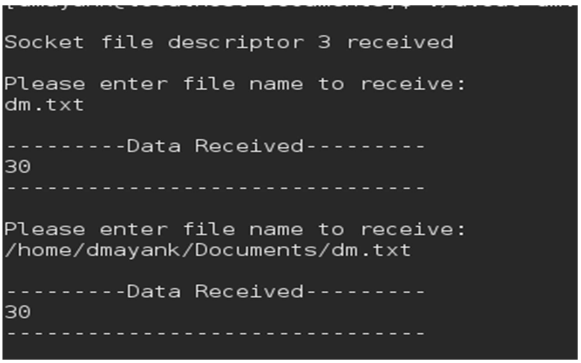 Socket file descriptor 3 received
Please enter file name to receive:
dm.txt
---------Data Received---------
30
-------------------------------
Please enter file name to receive:
/home/dmayank/Documents/dm.txt
---------Data Received---------
30
-------------------------------